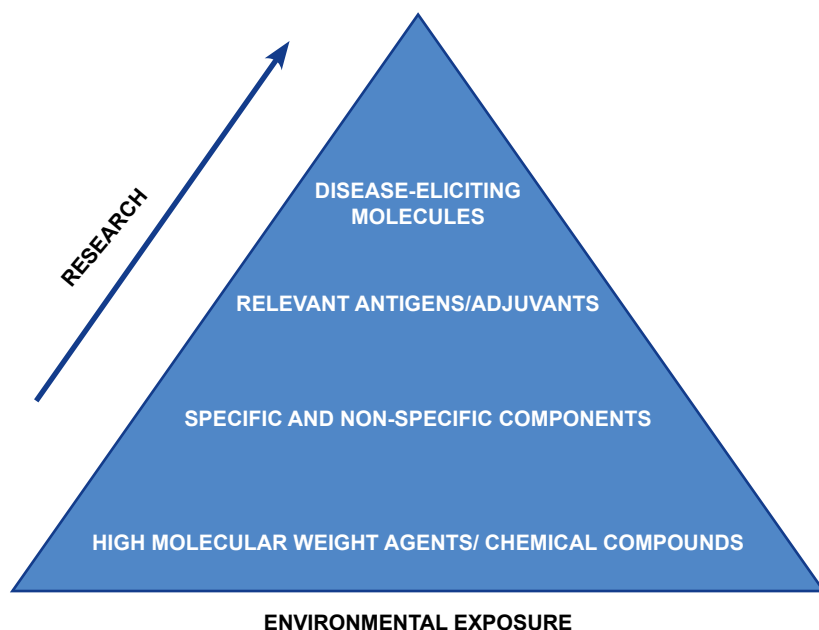 RESEARCH
DISEASE-ELICITING
MOLECULES
RELEVANT ANTIGENS/ADJUVANTS
SPECIFIC AND NON-SPECIFIC COMPONENTS
HIGH MOLECULAR WEIGHT AGENTS/ CHEMICAL COMPOUNDS
ENVIRONMENTAL EXPOSURE